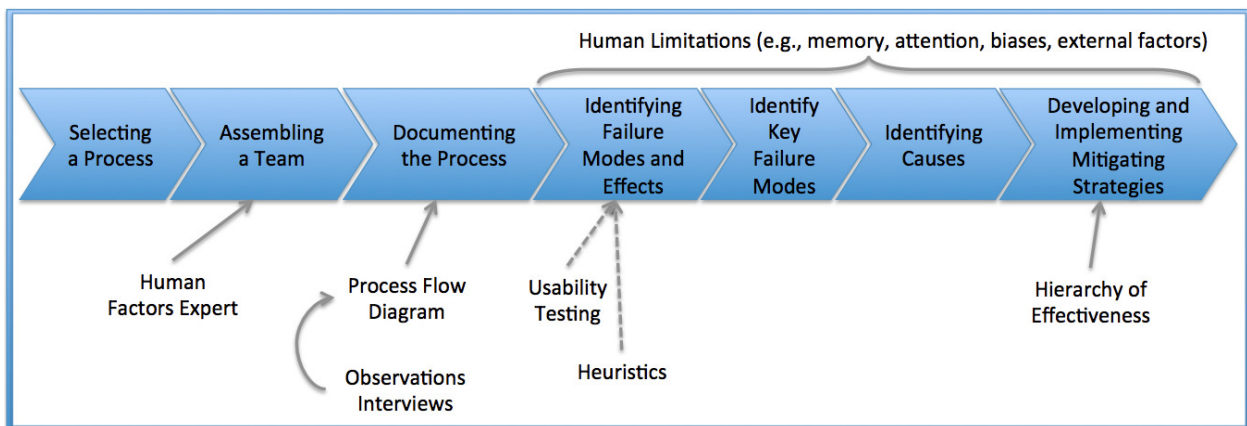 Human Limitations (e.g., memory, attention, biases, external factors)
Selecting
a Process
Assembling
a Team
Documenting
the Process
Identifying
Failure
Modes and
Effects
Identify
Key
Failure
Modes
Identifying
Causes
Developing and
Implementing
Mitigating
Strategies
Human
Factors Expert
Process Flow
Diagram
Observations
Interviews
Usability
Testing
Heuristics
Hierarchy of
Effectiveness